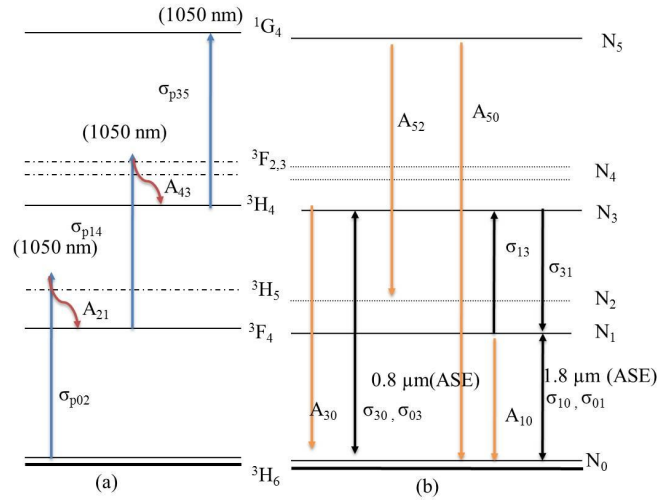 (1050 nm)
¹G₄
N₅
σₚ₃₅
(1050 nm)
A₅₂
A₅₀
³F₂,₃
N₄
A₄₃
³H₄
N₃
σₚ₁₄
(1050 nm)
σ₁₃
σ₃₁
³H₅
N₂
A₂₁
³F₄
N₁
0.8 µm(ASE)
1.8 µm (ASE)
σₚ₀₂
A₃₀
σ₃₀ , σ₀₃
A₁₀
σ₁₀ , σ₀₁
N₀
³H₆
(a)
(b)